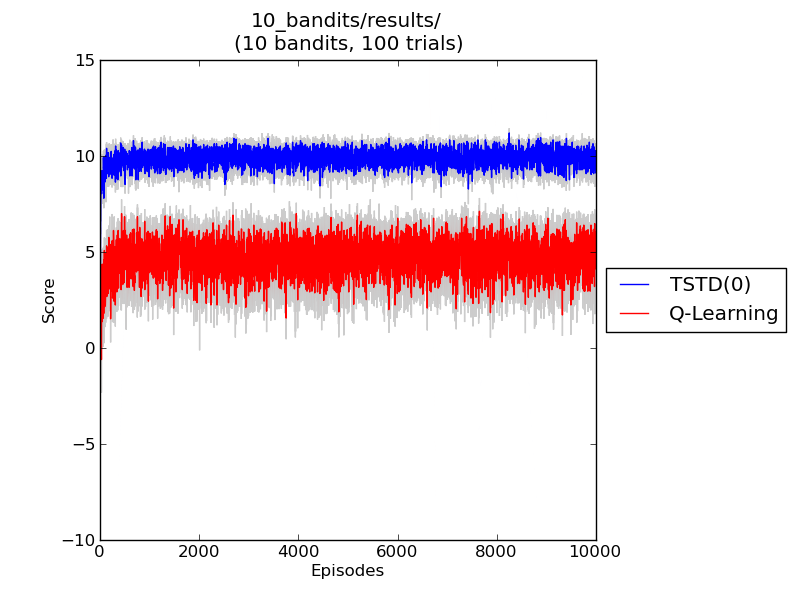 10_bandits/results/
(10 bandits, 100 trials)
15
10
5
0
−5
−10
Score
0 2000 4000 6000 8000 10000
Episodes
TSTD(0)
Q-Learning